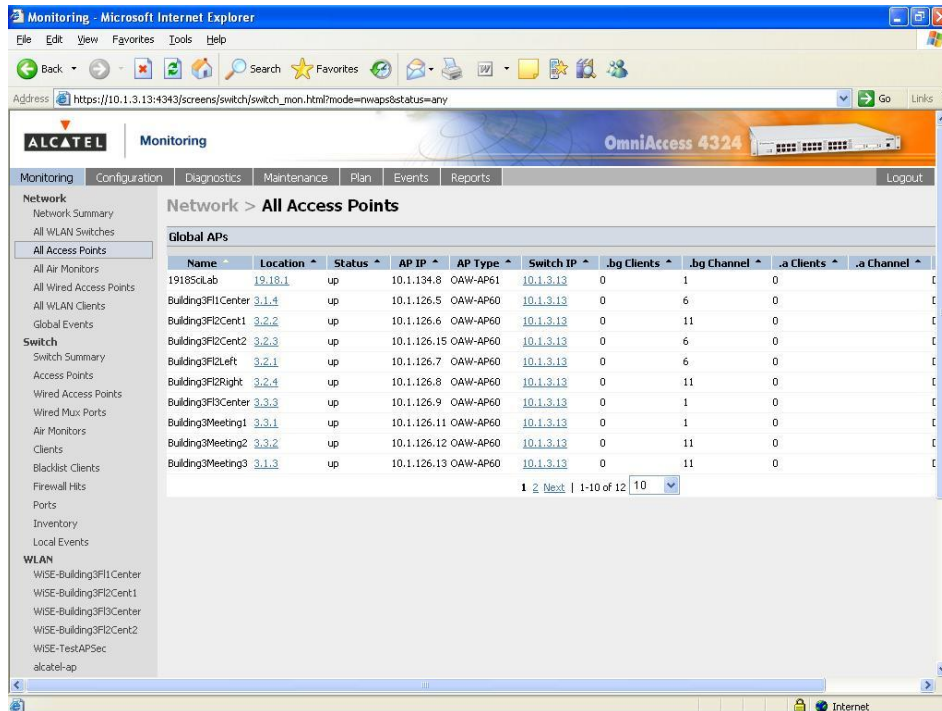 Monitoring - Microsoft Internet Explorer
File Edit View Favorites Tools Help
Back Search Favorites
Address https://10.1.3.13:4343/screens/switch/switch_mon.html?mode=nwaps&status=any Go Links
ALCATEL Monitoring OmniAccess 4324
Monitoring Configuration Diagnostics Maintenance Plan Events Reports Logout
Network
Network Summary
All WLAN Switches
All Access Points
All Air Monitors
All Wired Access Points
All WLAN Clients
Global Events
Switch
Switch Summary
Access Points
Wired Access Points
Wired Mux Ports
Air Monitors
Clients
Blacklist Clients
Firewall Hits
Ports
Inventory
Local Events
WLAN
WiSE-Building3Fl1Center
WiSE-Building3Fl2Cent1
WiSE-Building3Fl3Center
WiSE-Building3Fl2Cent2
WiSE-TestAPSec
alcatel-ap
Network > All Access Points
Global APs
Name Location Status AP IP AP Type Switch IP .bg Clients .bg Channel .a Clients .a Channel
1918SciLab 19.18.1 up 10.1.134.8 OAW-AP61 10.1.3.13 0 1 0
Building3Fl1Center 3.1.4 up 10.1.126.5 OAW-AP60 10.1.3.13 0 6 0
Building3Fl2Cent1 3.2.2 up 10.1.126.6 OAW-AP60 10.1.3.13 0 11 0
Building3Fl2Cent2 3.2.3 up 10.1.126.15 OAW-AP60 10.1.3.13 0 6 0
Building3Fl2Left 3.2.1 up 10.1.126.7 OAW-AP60 10.1.3.13 0 6 0
Building3Fl2Right 3.2.4 up 10.1.126.8 OAW-AP60 10.1.3.13 0 11 0
Building3Fl3Center 3.3.3 up 10.1.126.9 OAW-AP60 10.1.3.13 0 1 0
Building3Meeting1 3.3.1 up 10.1.126.11 OAW-AP60 10.1.3.13 0 1 0
Building3Meeting2 3.3.2 up 10.1.126.12 OAW-AP60 10.1.3.13 0 11 0
Building3Meeting3 3.1.3 up 10.1.126.13 OAW-AP60 10.1.3.13 0 11 0
1 2 Next | 1-10 of 12 10
Internet